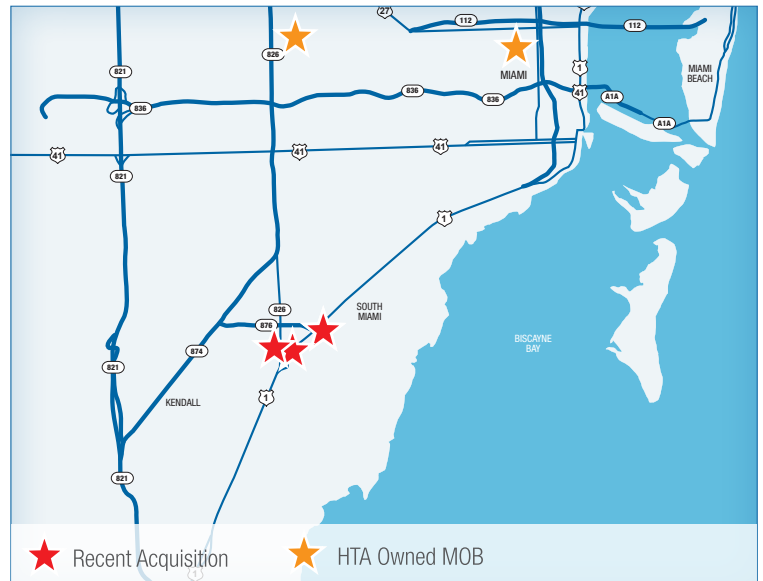 27
112
112
826
MIAMI
1
MIAMI
BEACH
821
836
836
836
41
A1A
A1A
41
41
41
821
1
826
876
SOUTH
MIAMI
BISCAYNE
BAY
874
821
1
KENDALL
821
Recent Acquisition
HTA Owned MOB
1